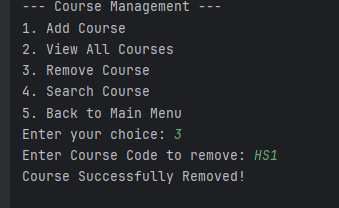 --- Course Management ---
1. Add Course
2. View All Courses
3. Remove Course
4. Search Course
5. Back to Main Menu
Enter your choice: 3
Enter Course Code to remove: HS1
Course Successfully Removed!